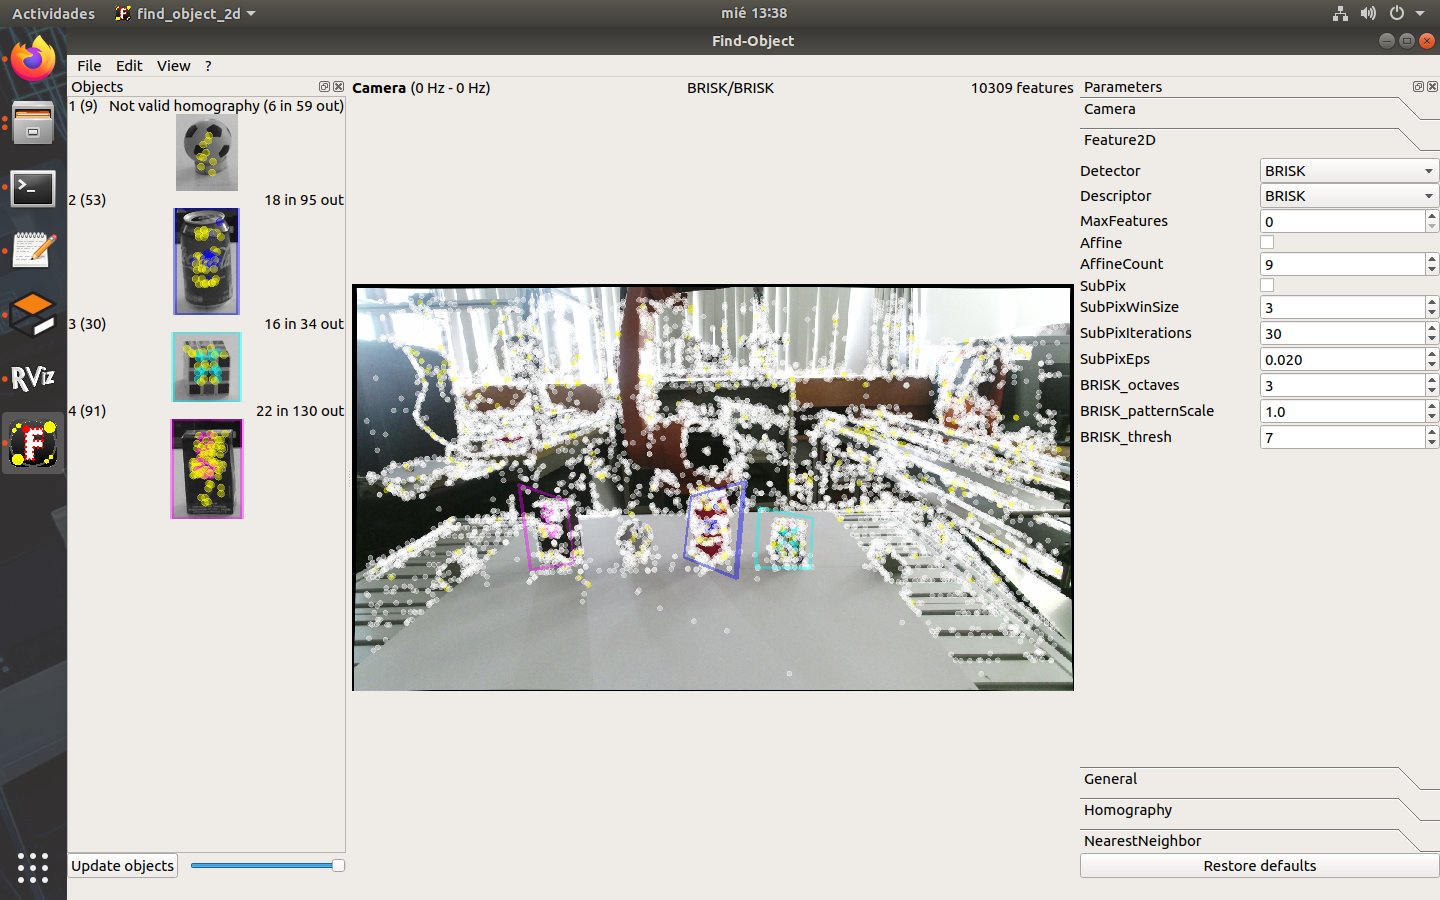 Actividades find_object_2d mié 13:38
Find-Object
File Edit View ?
Objects
Camera (0 Hz - 0 Hz) BRISK/BRISK 10309 features
Parameters
1 (9) Not valid homography (6 in 59 out)
2 (53) 18 in 95 out
3 (30) 16 in 34 out
4 (91) 22 in 130 out
Update objects
Camera
Feature2D
Detector BRISK
Descriptor BRISK
MaxFeatures 0
Affine
AffineCount 9
SubPix
SubPixWinSize 3
SubPixIterations 30
SubPixEps 0.020
BRISK_octaves 3
BRISK_patternScale 1.0
BRISK_thresh 7
General
Homography
NearestNeighbor
Restore defaults
RViz
F